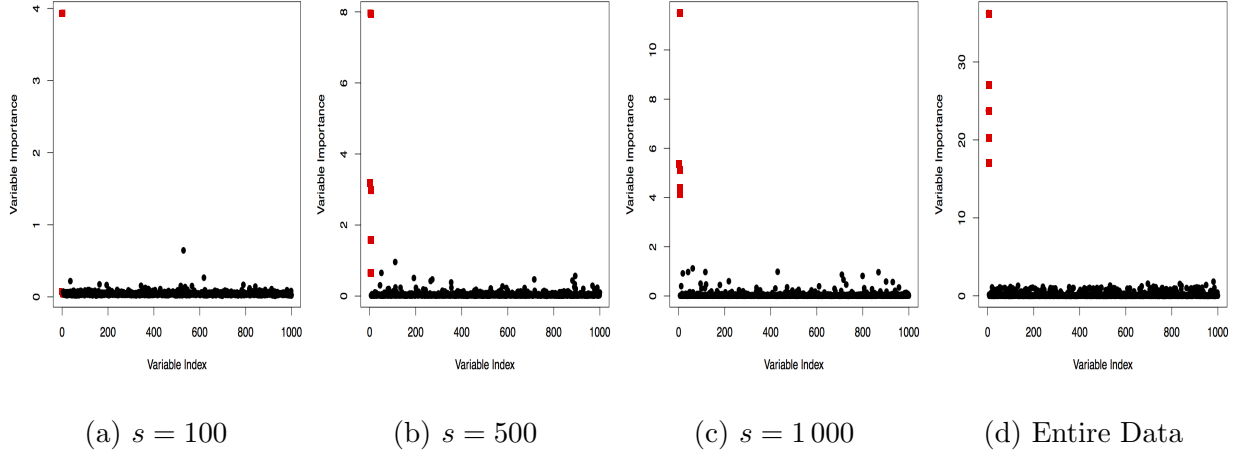 4
3
2
1
0
Variable Importance
0 200 400 600 800 1000
Variable Index
(a) s = 100
8
6
4
2
0
Variable Importance
0 200 400 600 800 1000
Variable Index
(b) s = 500
10
8
6
4
2
0
Variable Importance
0 200 400 600 800 1000
Variable Index
(c) s = 1 000
30
20
10
0
Variable Importance
0 200 400 600 800 1000
Variable Index
(d) Entire Data